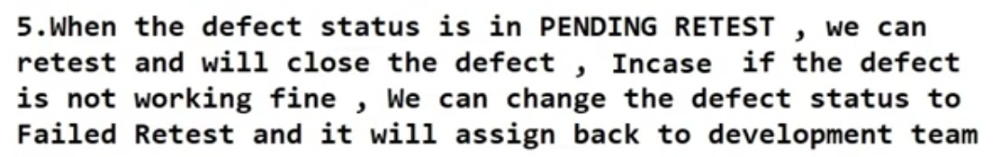 5.When the defect status is in PENDING RETEST , we can
retest and will close the defect , Incase if the defect
is not working fine , We can change the defect status to
Failed Retest and it will assign back to development team